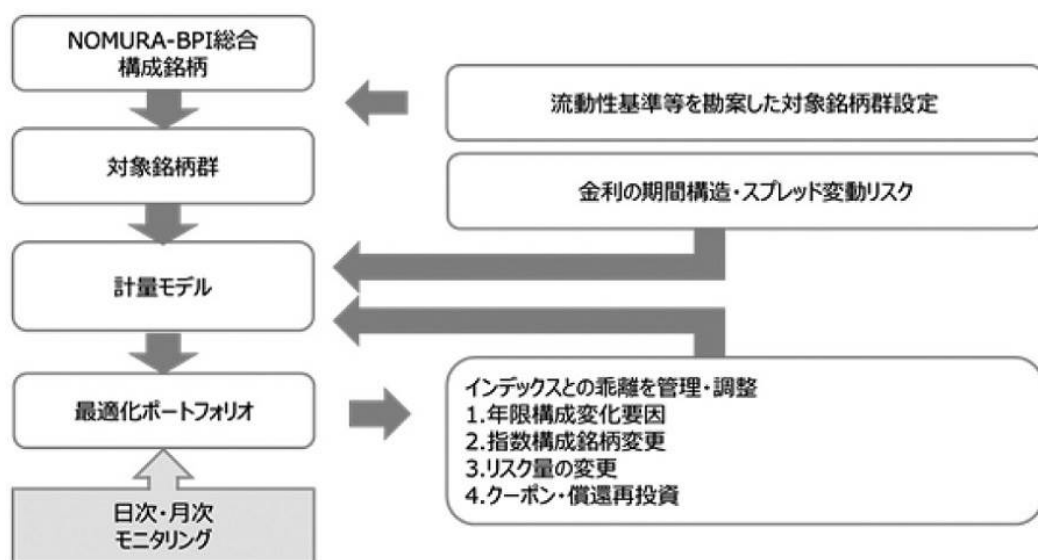 NOMURA-BPI総合
構成銘柄
流動性基準等を勘案した対象銘柄群設定
対象銘柄群
金利の期間構造・スプレッド変動リスク
計量モデル
最適化ポートフォリオ
インデックスとの乖離を管理・調整
1.年限構成変化要因
2.指数構成銘柄変更
3.リスク量の変更
4.クーポン・償還再投資
日次・月次
モニタリング